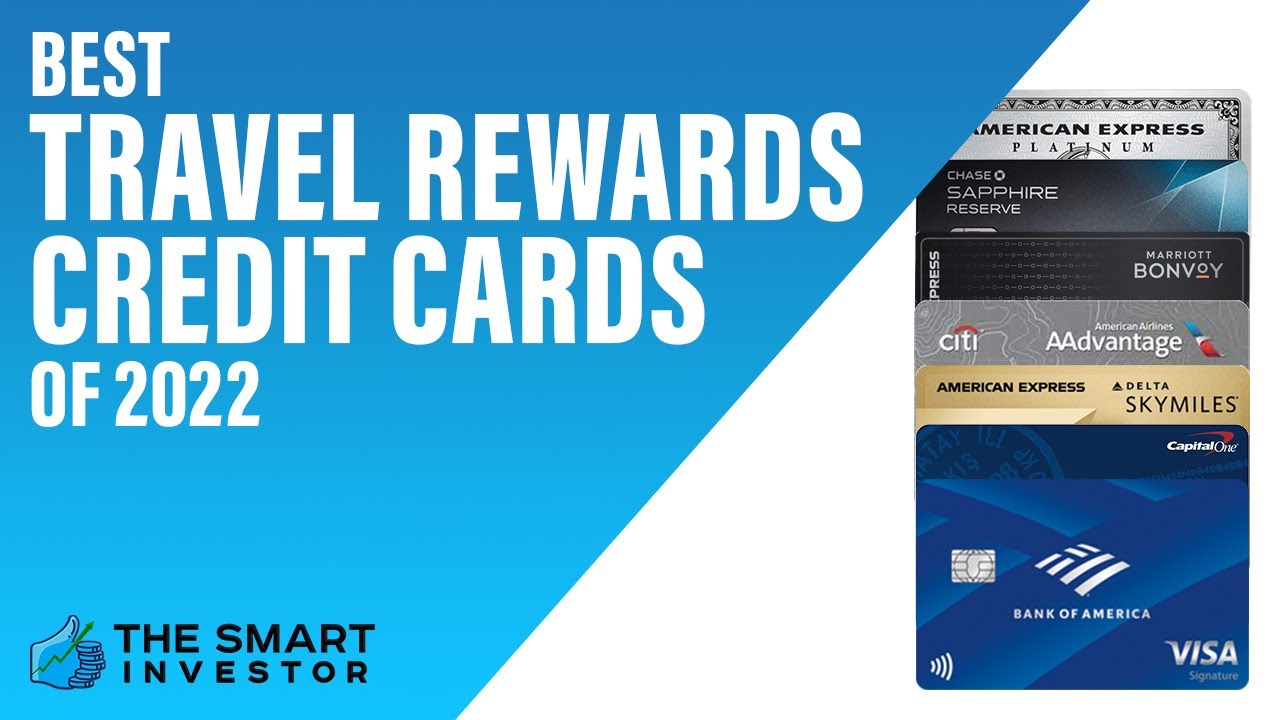 BEST
TRAVEL REWARDS
CREDIT CARDS
OF 2022
THE SMART
INVESTOR
AMERICAN EXPRESS
PLATINUM
CHASE
SAPPHIRE
RESERVE
MARRIOTT
BONVOY
EXPRESS
citi
American Airlines
AAdvantage
AMERICAN EXPRESS
DELTA
SKYMILES
Capital One
BANK OF AMERICA
VISA
Signature